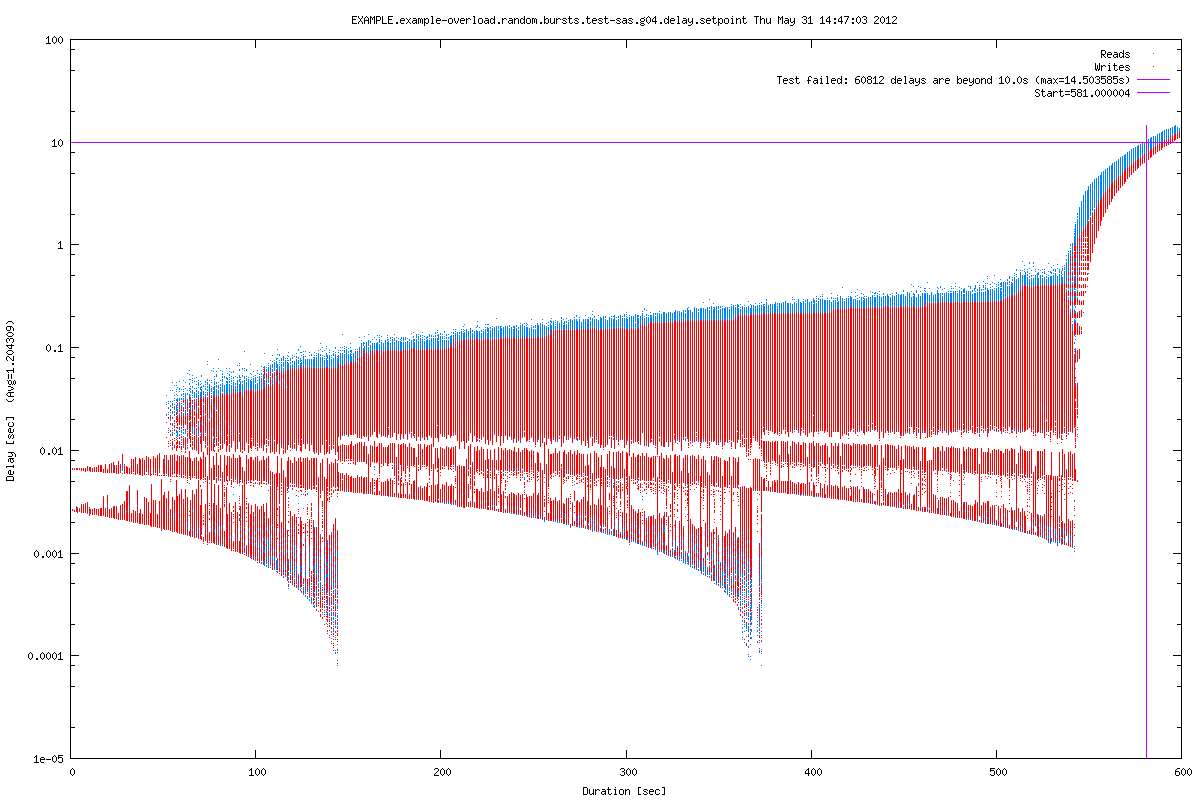 EXAMPLE.example-overload.random.bursts.test-sas.g04.delay.setpoint Thu May 31 14:47:03 2012
Reads
Writes
Test failed: 60812 delays are beyond 10.0s (max=14.503585s)
Start=581.000004
100
10
1
0.1
0.01
0.001
0.0001
1e-05
Delay [sec] (Avg=1.204309)
0 100 200 300 400 500 600
Duration [sec]